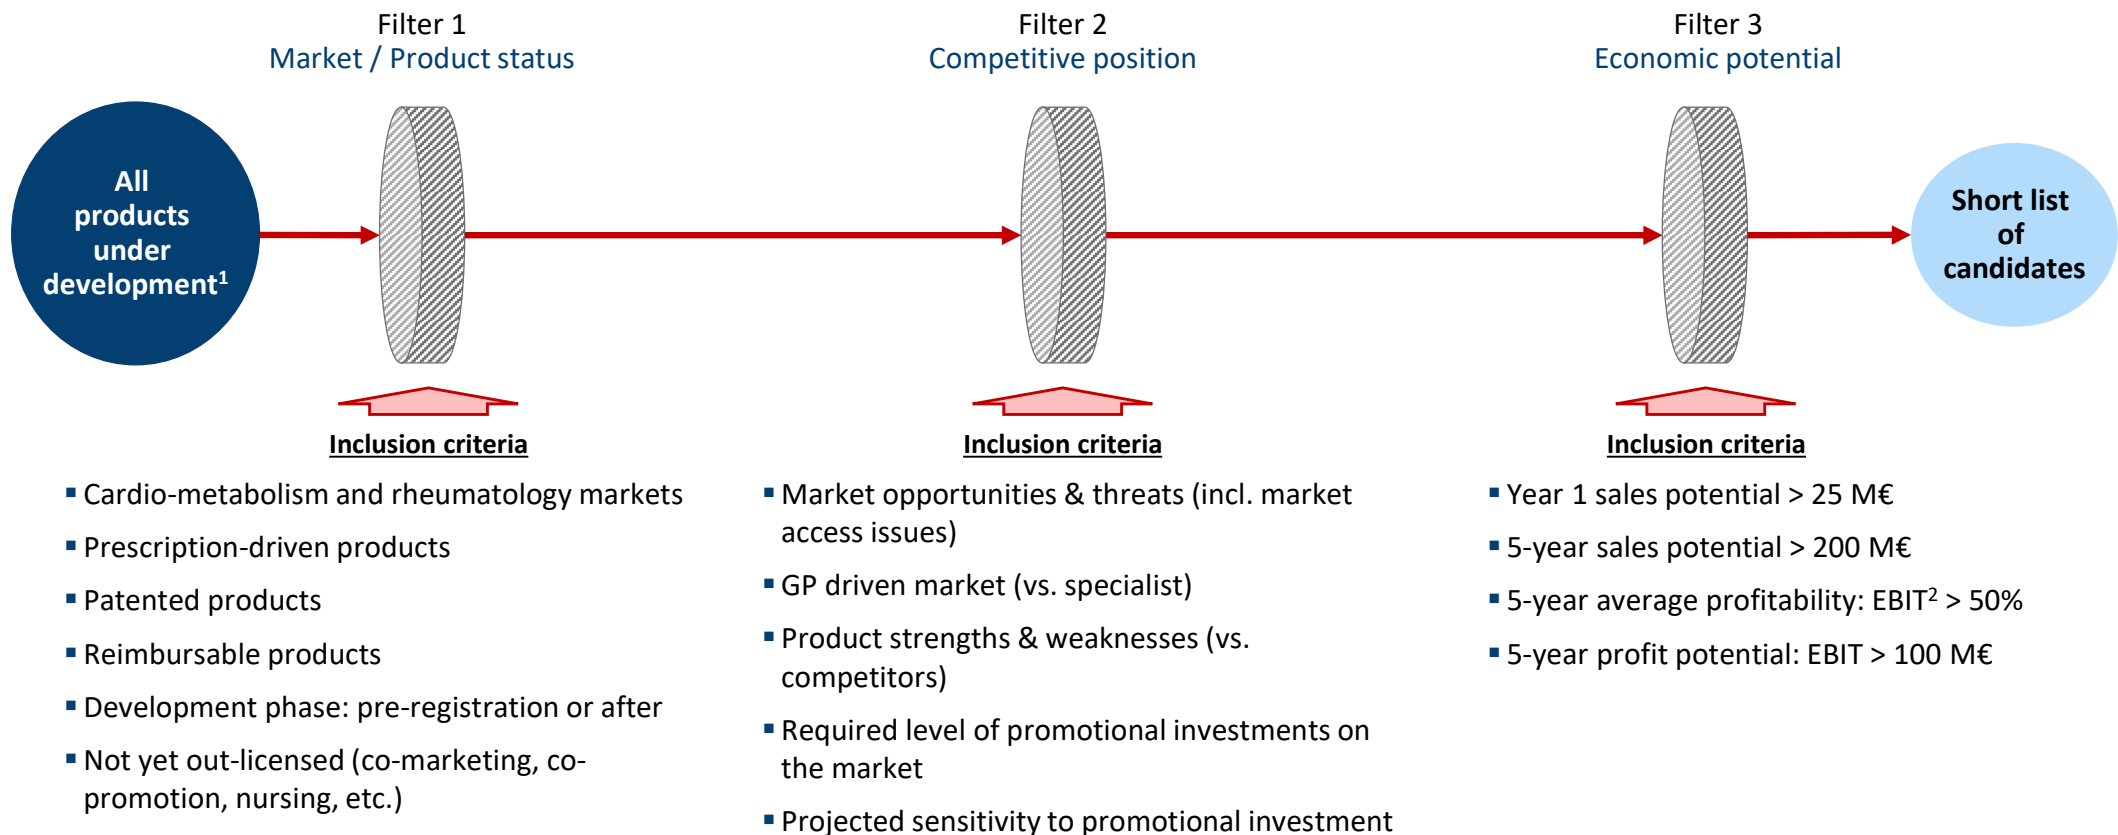 Filter 1
Market / Product status
Filter 2
Competitive position
Filter 3
Economic potential
All
products
under
development¹
Short list
of
candidates
Inclusion criteria
▪ Cardio-metabolism and rheumatology markets
▪ Prescription-driven products
▪ Patented products
▪ Reimbursable products
▪ Development phase: pre-registration or after
▪ Not yet out-licensed (co-marketing, co-
promotion, nursing, etc.)
Inclusion criteria
▪ Market opportunities & threats (incl. market
access issues)
▪ GP driven market (vs. specialist)
▪ Product strengths & weaknesses (vs.
competitors)
▪ Required level of promotional investments on
the market
▪ Projected sensitivity to promotional investment
Inclusion criteria
▪ Year 1 sales potential > 25 M€
▪ 5-year sales potential > 200 M€
▪ 5-year average profitability: EBIT² > 50%
▪ 5-year profit potential: EBIT > 100 M€